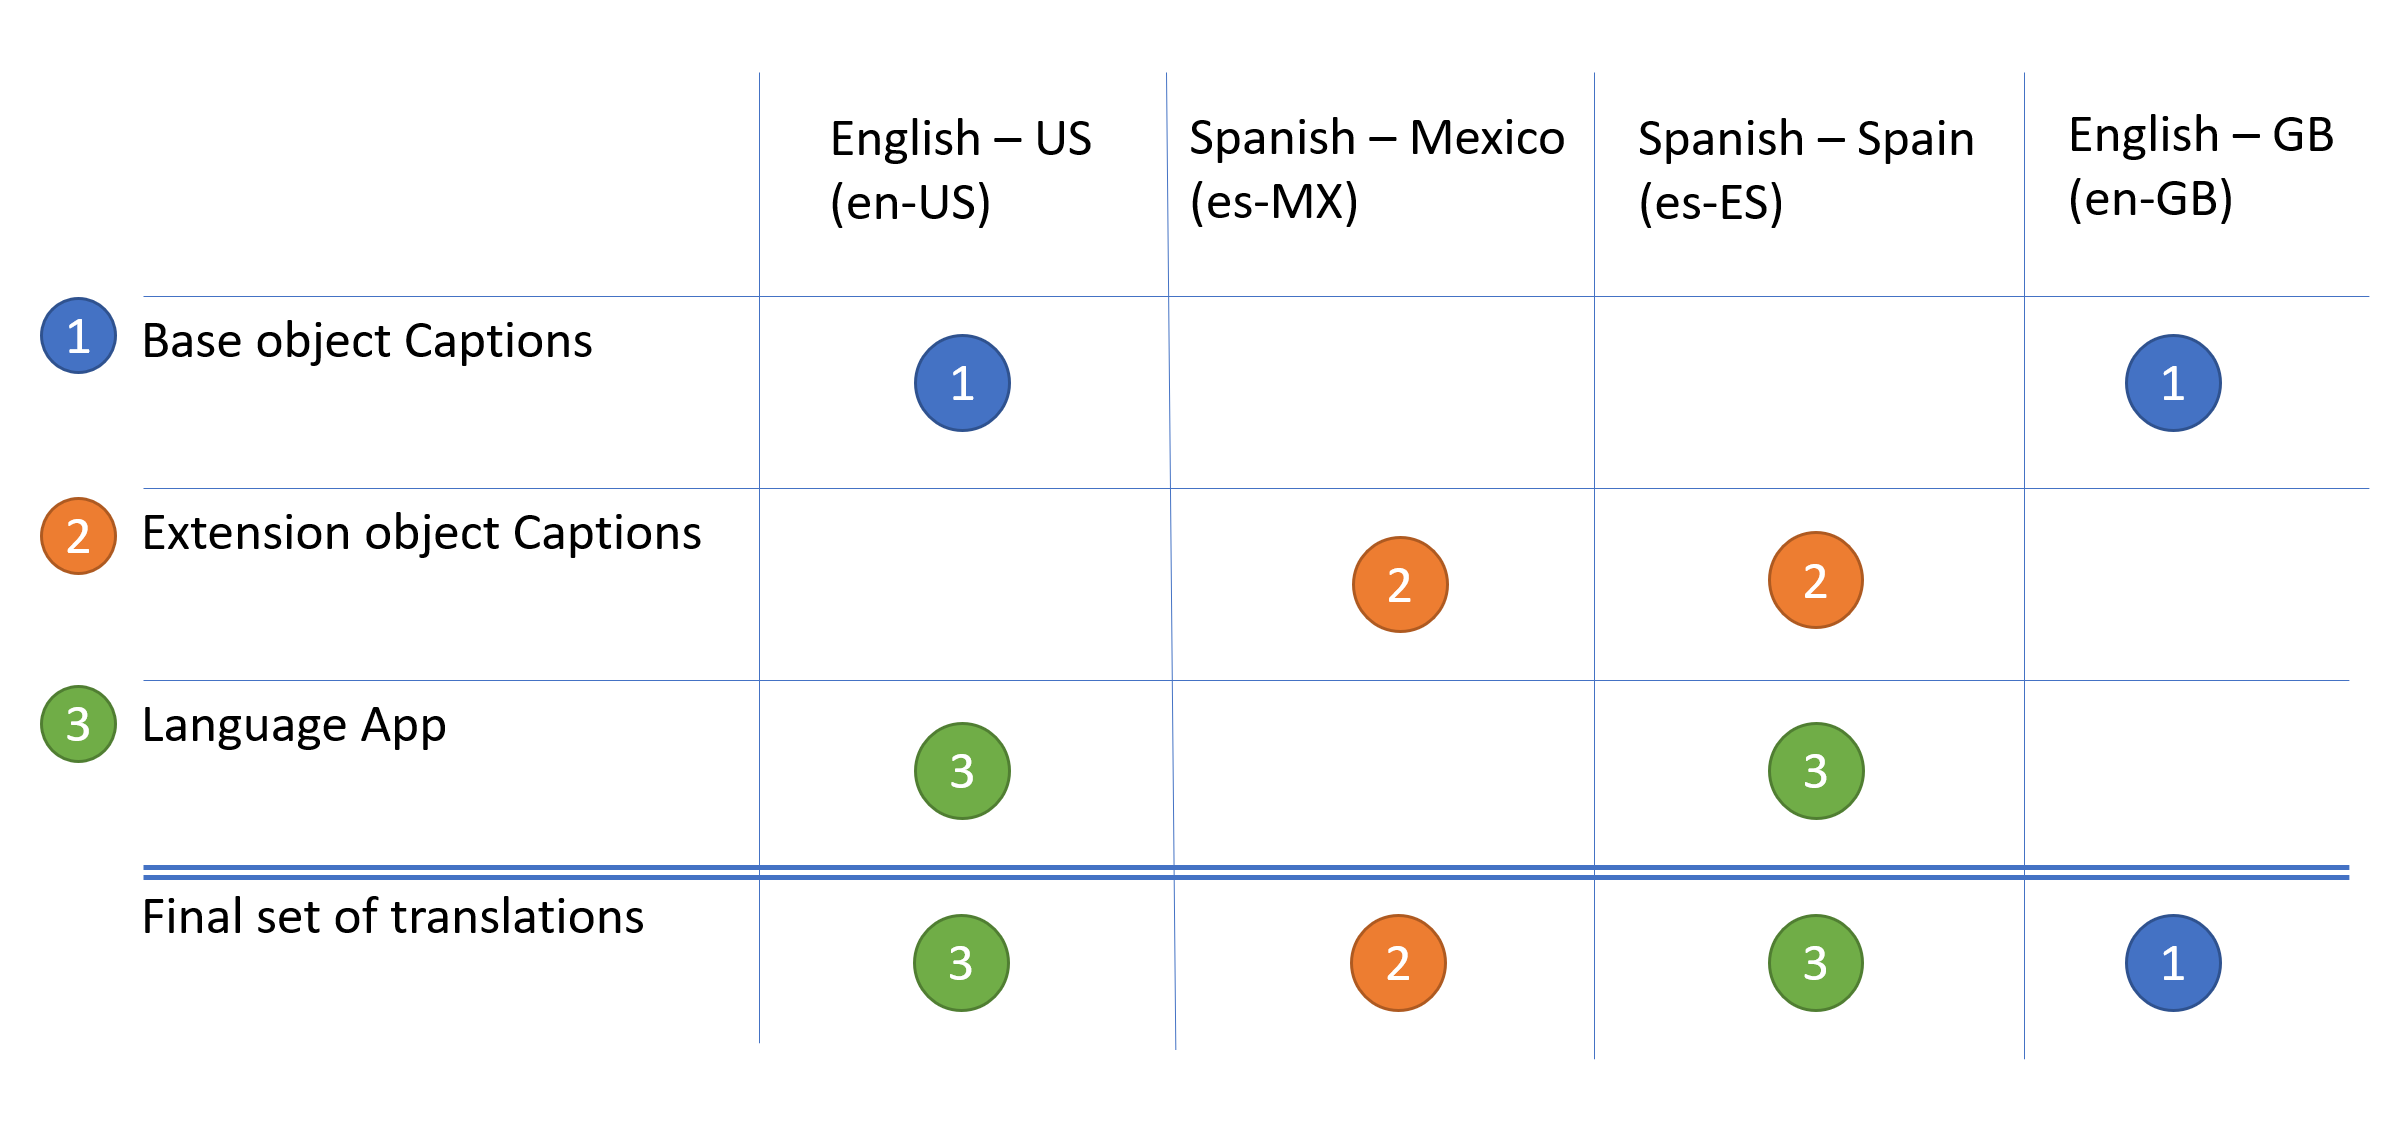 English – US
(en-US)
Spanish – Mexico
(es-MX)
Spanish – Spain
(es-ES)
English – GB
(en-GB)
1 Base object Captions
1 1
2 Extension object Captions
2 2
3 Language App
3 3
Final set of translations
3 2 3 1